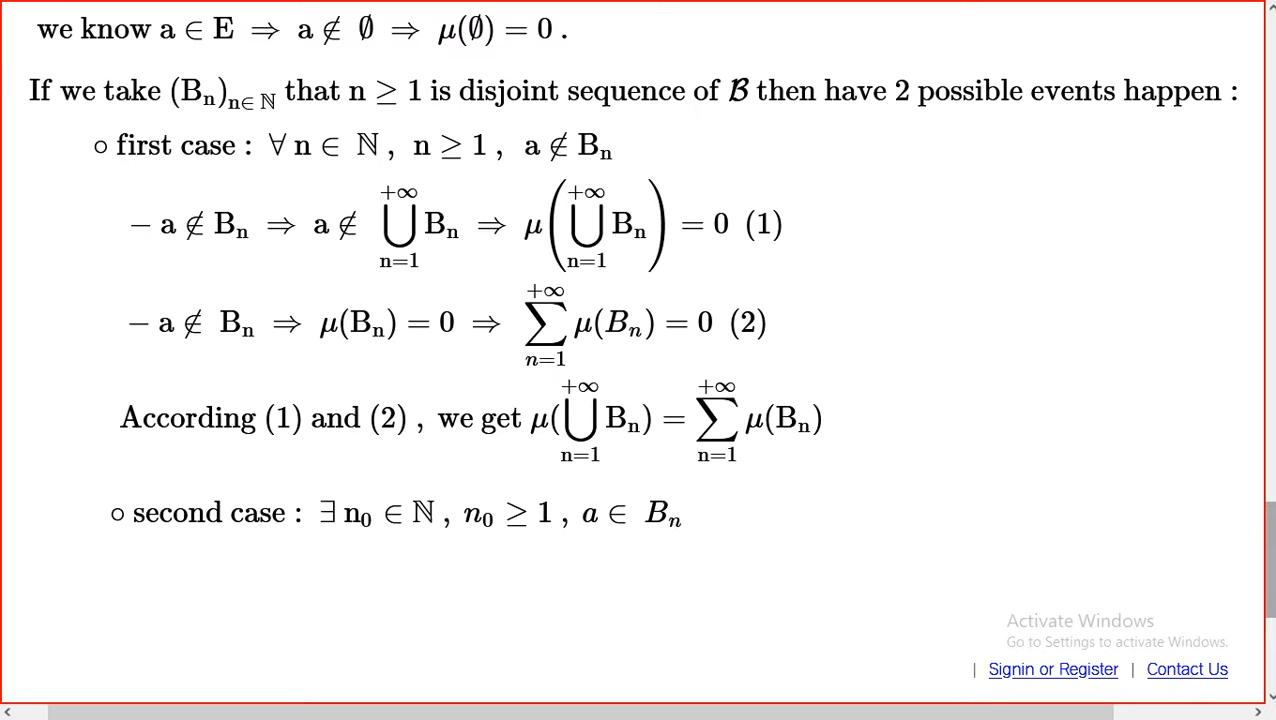 we know a ∈ E ⇒ a ∉ ∅ ⇒ μ(∅) = 0 .
If we take (Bₙ)ₙ∈ ℕ that n ≥ 1 is disjoint sequence of 𝓑 then have 2 possible events happen :
∘ first case : ∀ n ∈ ℕ , n ≥ 1 , a ∉ Bₙ
– a ∉ Bₙ ⇒ a ∉ ⋃_{n=1}^{+∞} Bₙ ⇒ μ(⋃_{n=1}^{+∞} Bₙ) = 0 (1)
– a ∉ Bₙ ⇒ μ(Bₙ) = 0 ⇒ ∑_{n=1}^{+∞} μ(Bₙ) = 0 (2)
According (1) and (2) , we get μ(⋃_{n=1}^{+∞} Bₙ) = ∑_{n=1}^{+∞} μ(Bₙ)
∘ second case : ∃ n₀ ∈ ℕ , n₀ ≥ 1 , a ∈ Bₙ
Activate Windows
Go to Settings to activate Windows.
| Signin or Register | Contact Us